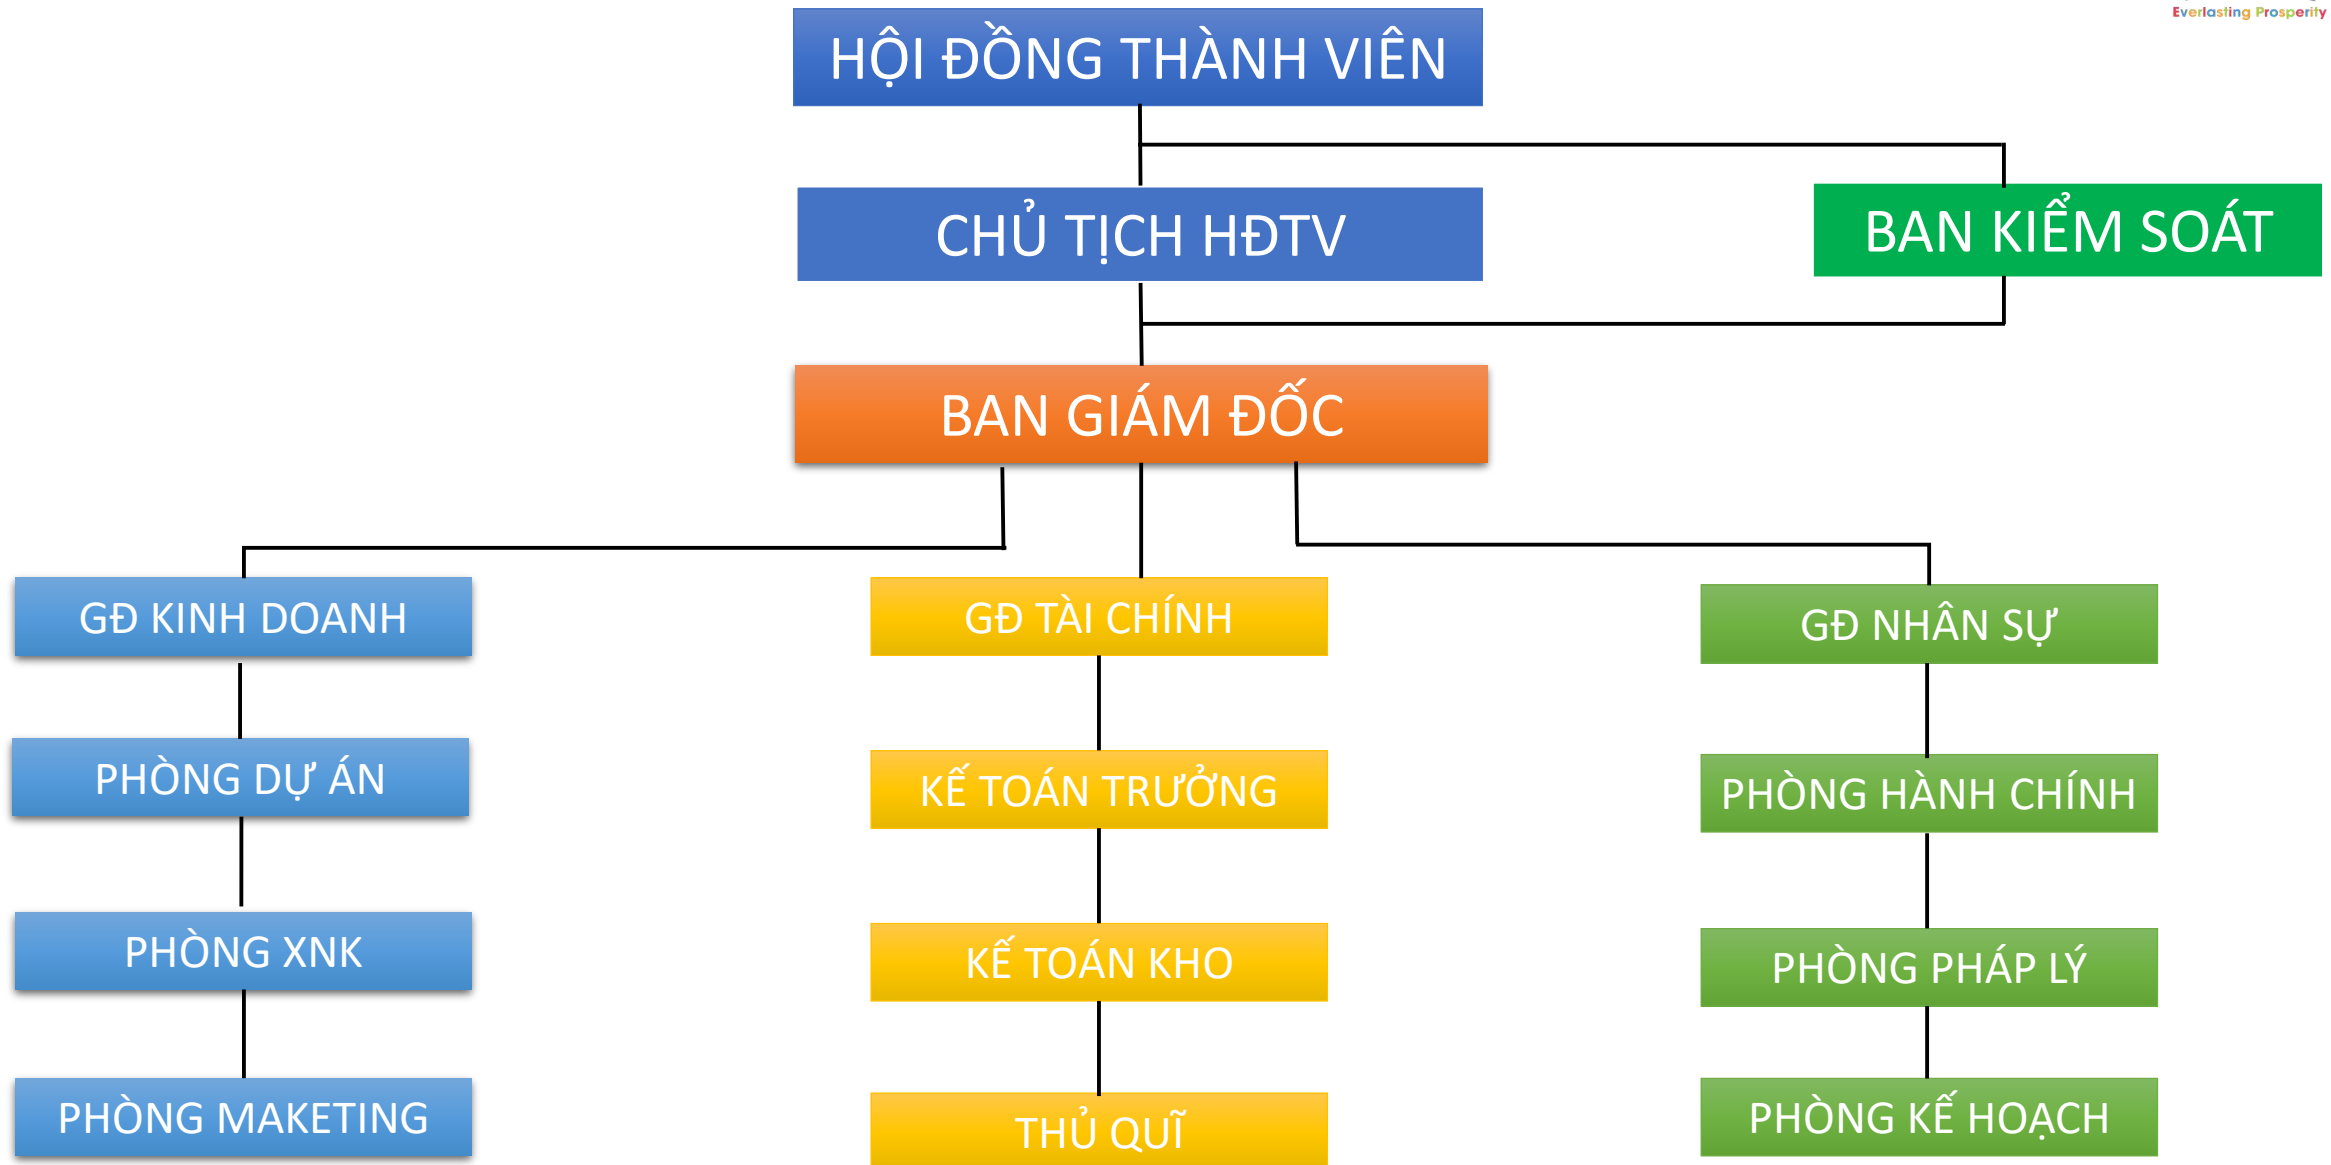 Everlasting Prosperity
HỘI ĐỒNG THÀNH VIÊN
CHỦ TỊCH HĐTV
BAN KIỂM SOÁT
BAN GIÁM ĐỐC
GĐ KINH DOANH
GĐ TÀI CHÍNH
GĐ NHÂN SỰ
PHÒNG DỰ ÁN
KẾ TOÁN TRƯỞNG
PHÒNG HÀNH CHÍNH
PHÒNG XNK
KẾ TOÁN KHO
PHÒNG PHÁP LÝ
PHÒNG MAKETING
THỦ QUĨ
PHÒNG KẾ HOẠCH